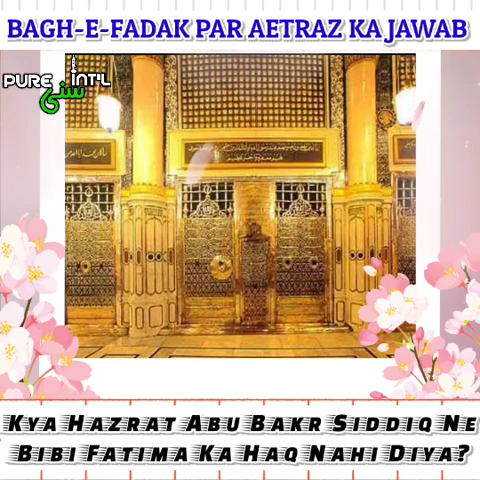 BAGH-E-FADAK PAR AETRAZ KA JAWAB
PURE INT'L
سنی
KYA HAZRAT ABU BAKR SIDDIQ NE
BIBI FATIMA KA HAQ NAHI DIYA?